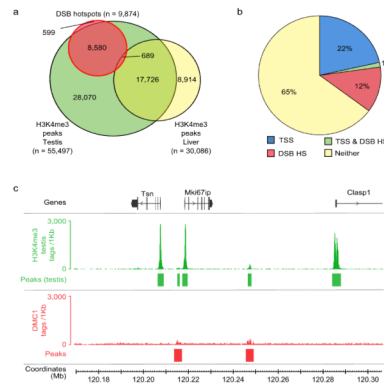 a
DSB hotspots (n = 9,874)
599
8,580
689
17,726
8,914
28,070
H3K4me3
peaks
Testis
(n = 55,497)
H3K4me3
peaks
Liver
(n = 30,086)
b
22%
1
12%
65%
TSS
TSS & DSB HS
DSB HS
Neither
c
Genes
Tsn
Mki67ip
Clasp1
H3K4me3
testis
tags /1Kb
3,000
0
Peaks (testis)
DMC1
tags /1Kb
3,000
0
Peaks
Coordinates
(Mb)
120.18
120.20
120.22
120.24
120.26
120.28
120.30